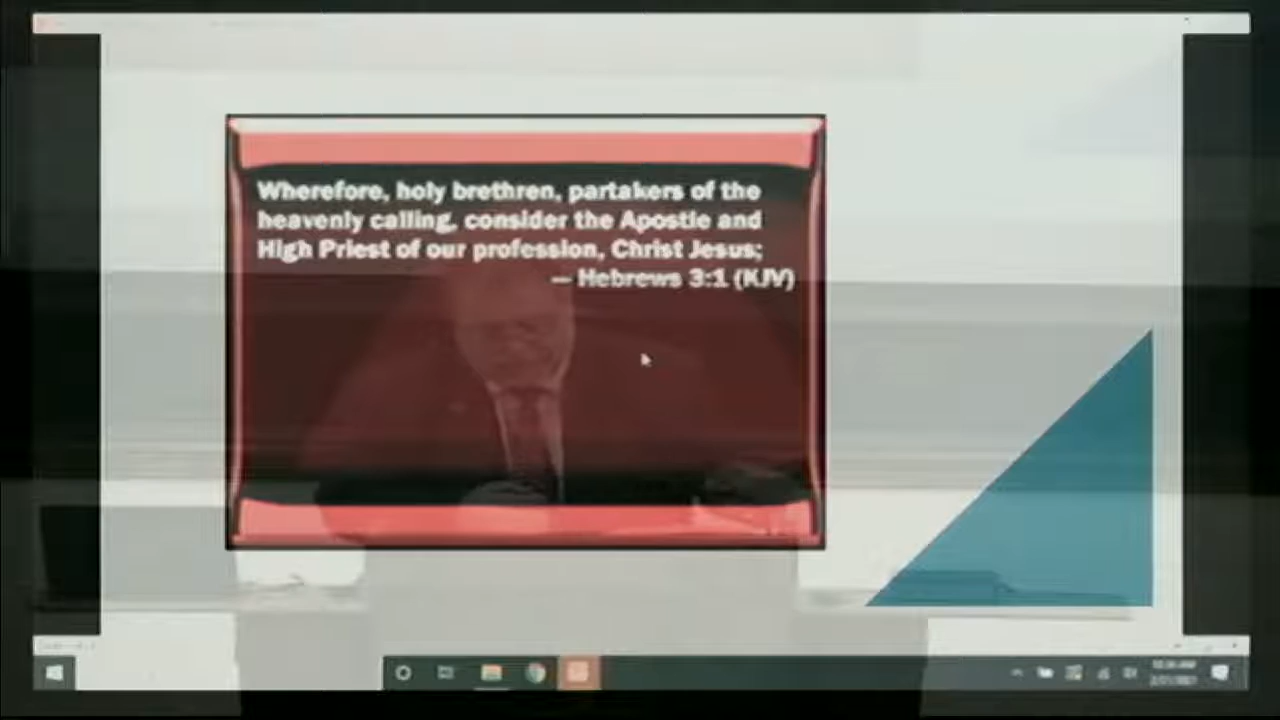 Wherefore, holy brethren, partakers of the
heavenly calling, consider the Apostle and
High Priest of our profession, Christ Jesus;
— Hebrews 3:1 (KJV)